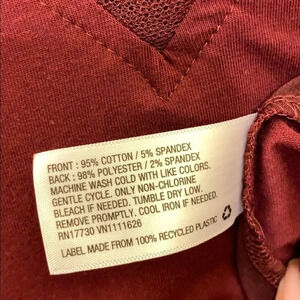 FRONT : 95% COTTON / 5% SPANDEX
BACK : 98% POLYESTER / 2% SPANDEX
MACHINE WASH COLD WITH LIKE COLORS.
GENTLE CYCLE. ONLY NON-CHLORINE
BLEACH IF NEEDED. TUMBLE DRY LOW.
REMOVE PROMPTLY. COOL IRON IF NEEDED.
RN17730 VN1111626
LABEL MADE FROM 100% RECYCLED PLASTIC